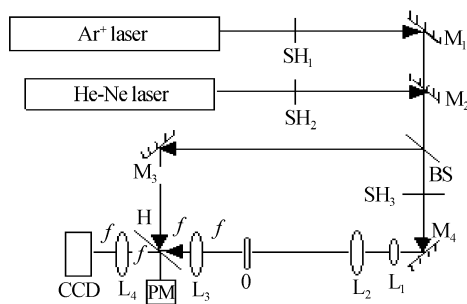 Ar+ laser
SH1
M1
He-Ne laser
SH2
M2
M3
BS
SH3
M4
H
f
f
f
f
CCD
L4
PM
L3
0
L2
L1